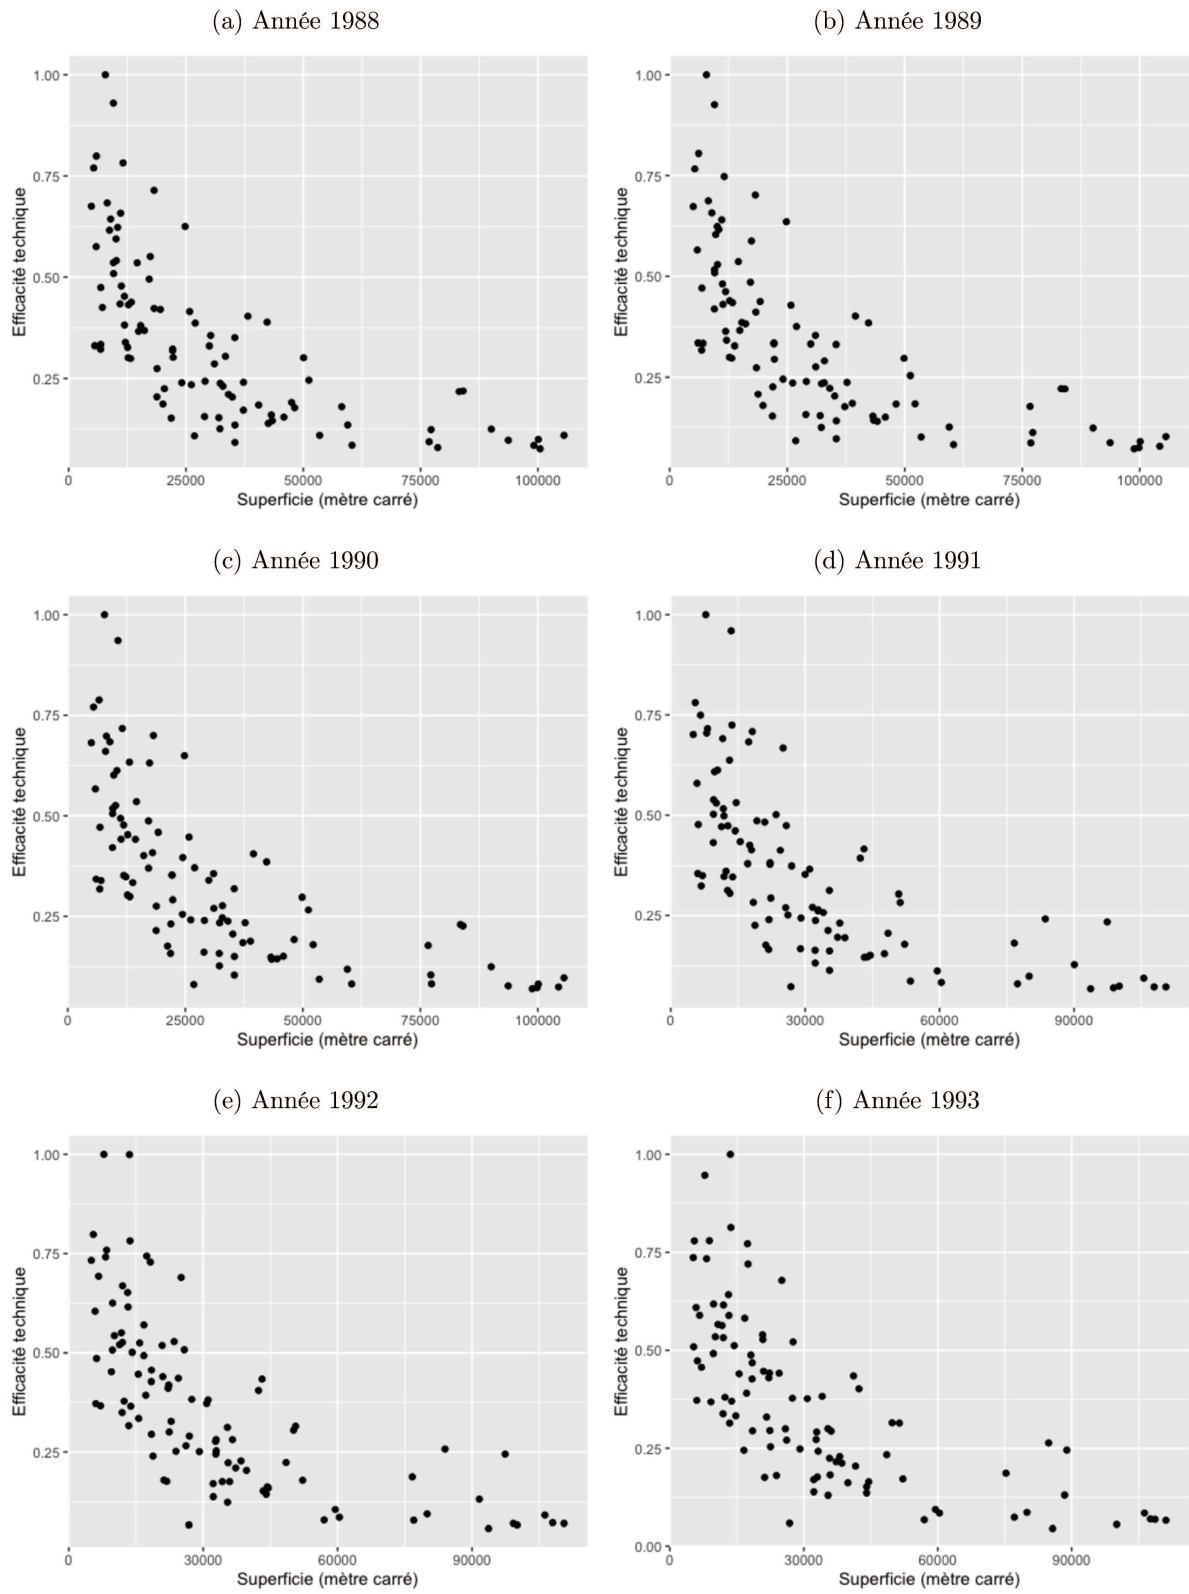 (a) Année 1988
(b) Année 1989
1.00
0.75
0.50
0.25
Efficacité technique
0
25000
50000
75000
100000
Superficie (mètre carré)
1.00
0.75
0.50
0.25
Efficacité technique
0
25000
50000
75000
100000
Superficie (mètre carré)
(c) Année 1990
(d) Année 1991
1.00
0.75
0.50
0.25
Efficacité technique
0
25000
50000
75000
100000
Superficie (mètre carré)
1.00
0.75
0.50
0.25
Efficacité technique
0
30000
60000
90000
Superficie (mètre carré)
(e) Année 1992
(f) Année 1993
1.00
0.75
0.50
0.25
Efficacité technique
0
30000
60000
90000
Superficie (mètre carré)
1.00
0.75
0.50
0.25
0.00
Efficacité technique
0
30000
60000
90000
Superficie (mètre carré)